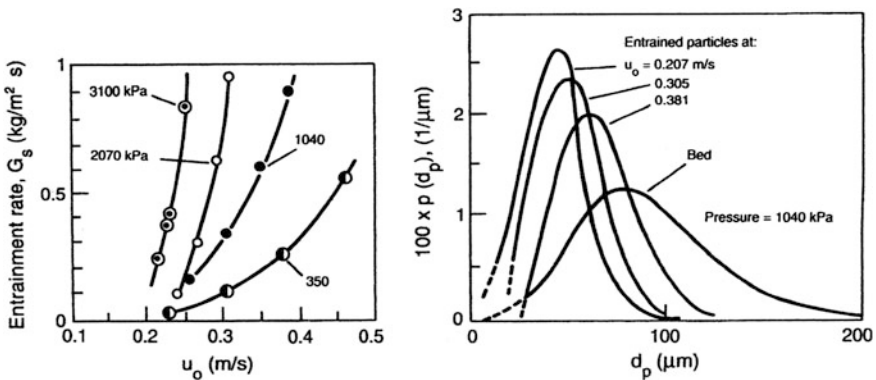 Entrainment rate, G_s (kg/m² s)
1
0.5
0
3100 kPa
2070 kPa
1040
350
0.1
0.2
0.3
0.4
0.5
u_o (m/s)
100 x p (d_p), (1/μm)
3
2
1
0
Entrained particles at:
u_o = 0.207 m/s
0.305
0.381
Bed
Pressure = 1040 kPa
0
100
200
d_p (μm)